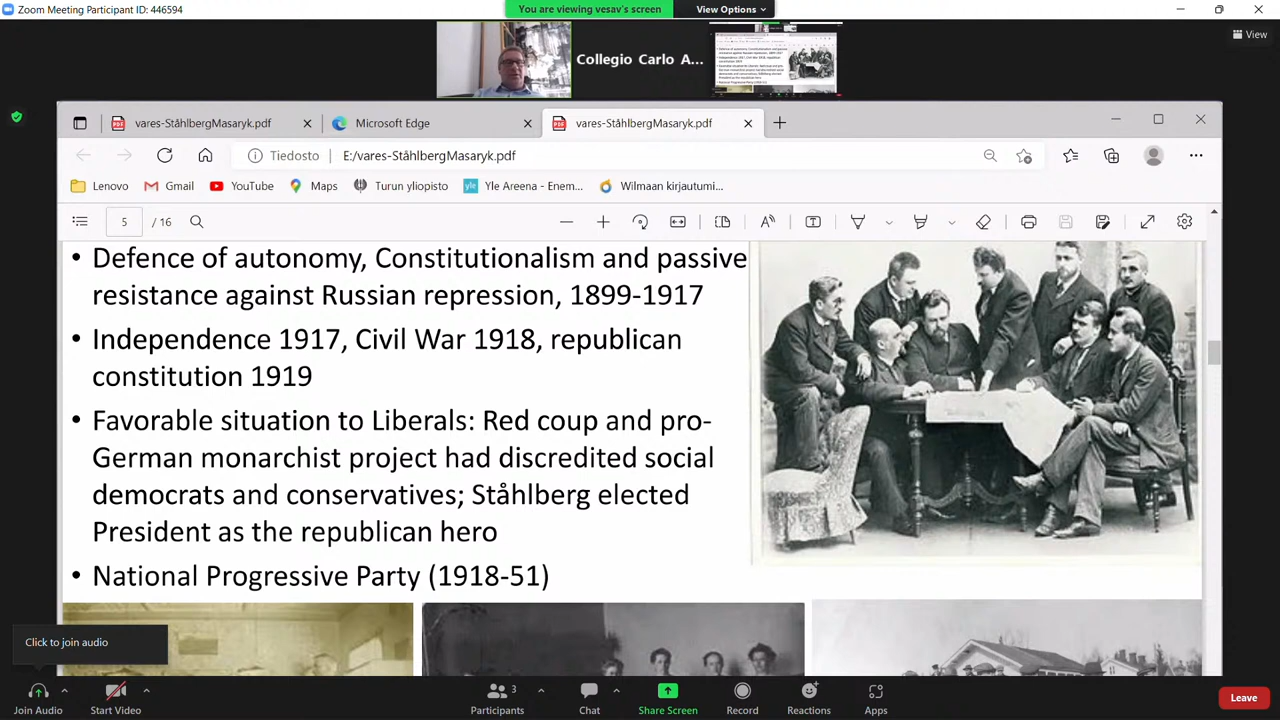 Zoom Meeting Participant ID: 446594
You are viewing vesav's screen
View Options
View
Collegio Carlo A...
vares-StåhlbergMasaryk.pdf
Microsoft Edge
vares-StåhlbergMasaryk.pdf
Tiedosto
E:/vares-StåhlbergMasaryk.pdf
Lenovo
Gmail
YouTube
Maps
Turun yliopisto
Yle Areena - Enem...
Wilmaan kirjautumi...
5
/ 16
• Defence of autonomy, Constitutionalism and passive
resistance against Russian repression, 1899-1917
• Independence 1917, Civil War 1918, republican
constitution 1919
• Favorable situation to Liberals: Red coup and pro-
German monarchist project had discredited social
democrats and conservatives; Ståhlberg elected
President as the republican hero
• National Progressive Party (1918-51)
Click to join audio
Join Audio
Start Video
Participants
3
Chat
Share Screen
Record
Reactions
Apps
Leave